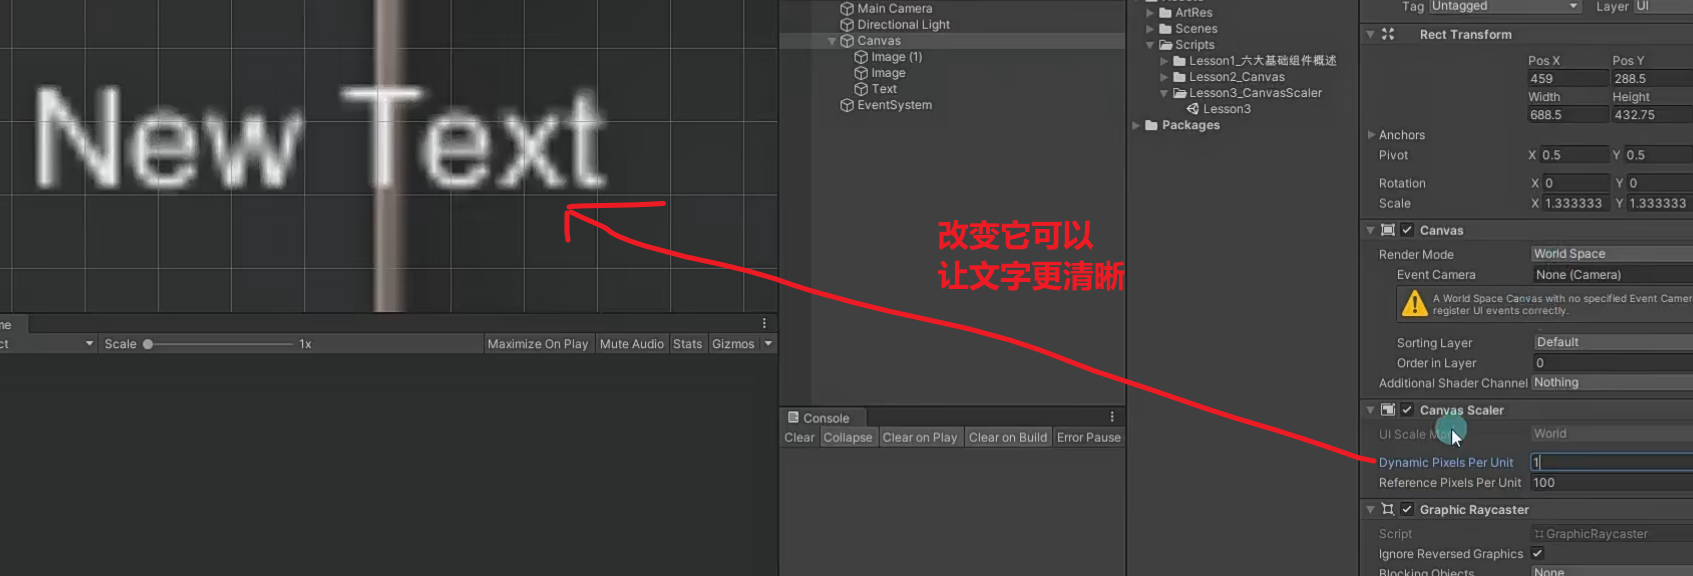 New Text
me
ct
Scale
1x
Maximize On Play
Mute Audio
Stats
Gizmos
Main Camera
Directional Light
Canvas
Image (1)
Image
Text
EventSystem
改变它可以
让文字更清晰
Console
Clear
Collapse
Clear on Play
Clear on Build
Error Pause
ArtRes
Scenes
Scripts
Lesson1_六大基础组件概述
Lesson2_Canvas
Lesson3_CanvasScaler
Lesson3
Packages
Tag Untagged Layer UI
Rect Transform
Pos X Pos Y
459 288.5
Width Height
688.5 432.75
Anchors
Pivot X 0.5 Y 0.5
Rotation X 0 Y 0
Scale X 1.333333 Y 1.333333
Canvas
Render Mode World Space
Event Camera None (Camera)
A World Space Canvas with no specified Event Camer
register UI events correctly.
Sorting Layer Default
Order in Layer 0
Additional Shader Channel Nothing
Canvas Scaler
UI Scale Mo World
Dynamic Pixels Per Unit 1
Reference Pixels Per Unit 100
Graphic Raycaster
Script GraphicRaycaster
Ignore Reversed Graphics
Blocking Objects None